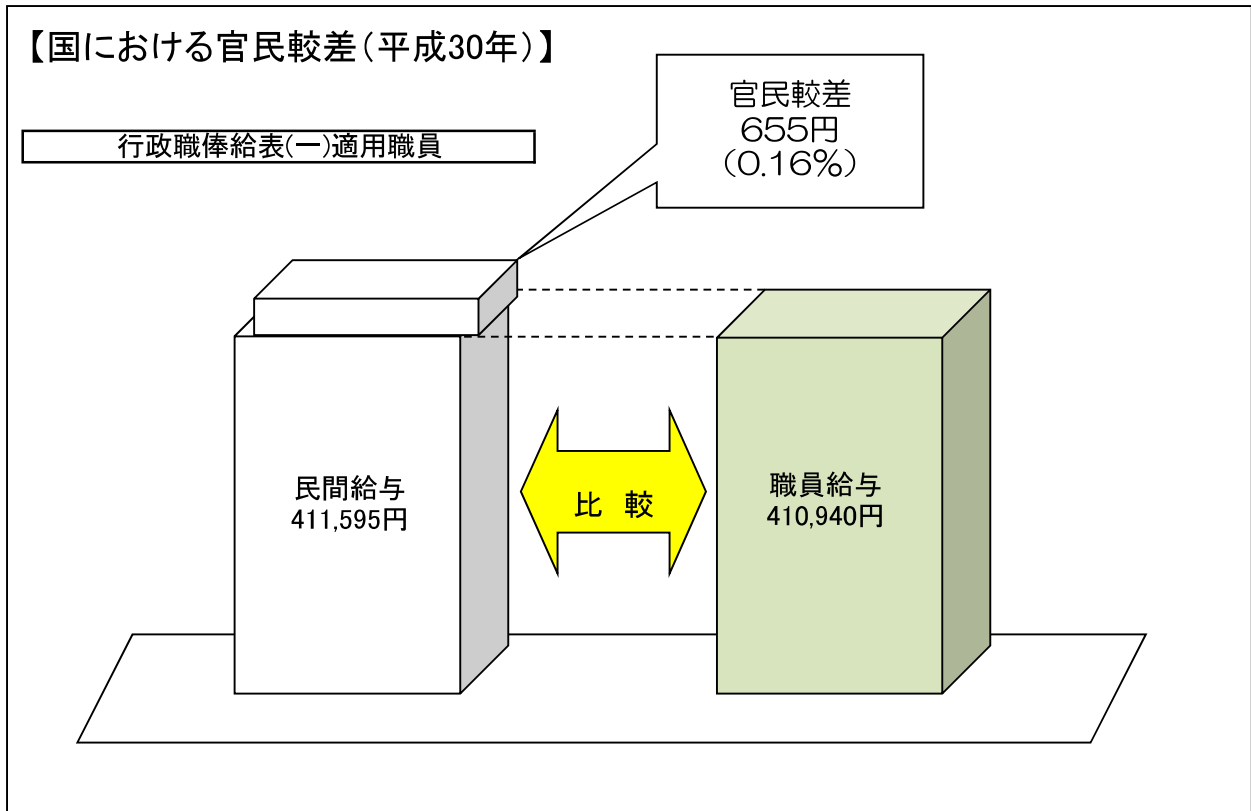 【国における官民較差（平成30年）】
官民較差
655円
（0.16%）
行政職俸給表(一)適用職員
民間給与
411,595円
比 較
職員給与
410,940円